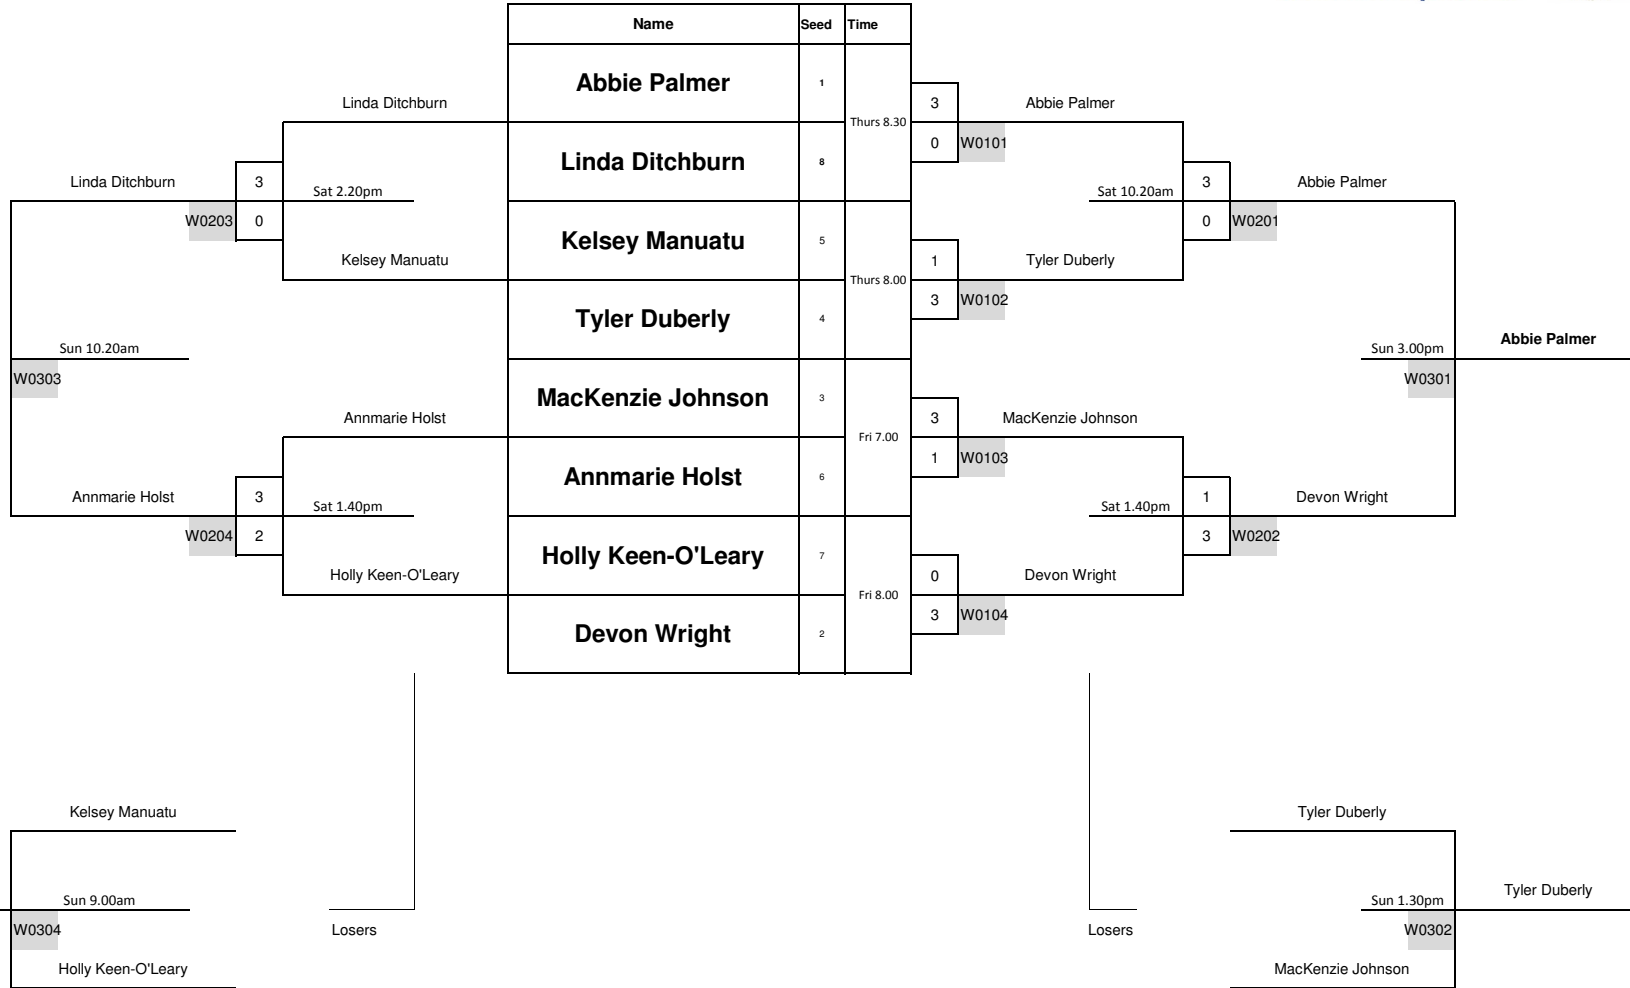 Name Seed Time
Abbie Palmer 1
Linda Ditchburn 3 Abbie Palmer
Thurs 8.30
0 W0101
Linda Ditchburn 8
Linda Ditchburn 3 Sat 2.20pm Sat 10.20am 3 Abbie Palmer
W0203 0 0 W0201
Kelsey Manuatu 5
Kelsey Manuatu 1 Tyler Duberly
Thurs 8.00
3 W0102
Tyler Duberly 4
Sun 10.20am Sun 3.00pm Abbie Palmer
W0303 W0301
MacKenzie Johnson 3
Annmarie Holst 3 MacKenzie Johnson
Fri 7.00
1 W0103
Annmarie Holst 6
Annmarie Holst 3 Sat 1.40pm Sat 1.40pm 1 Devon Wright
W0204 2 3 W0202
Holly Keen-O'Leary 7
Holly Keen-O'Leary 0 Devon Wright
Fri 8.00
3 W0104
Devon Wright 2
Kelsey Manuatu Tyler Duberly
Sun 9.00am Sun 1.30pm Tyler Duberly
W0304 Losers Losers W0302
Holly Keen-O'Leary MacKenzie Johnson